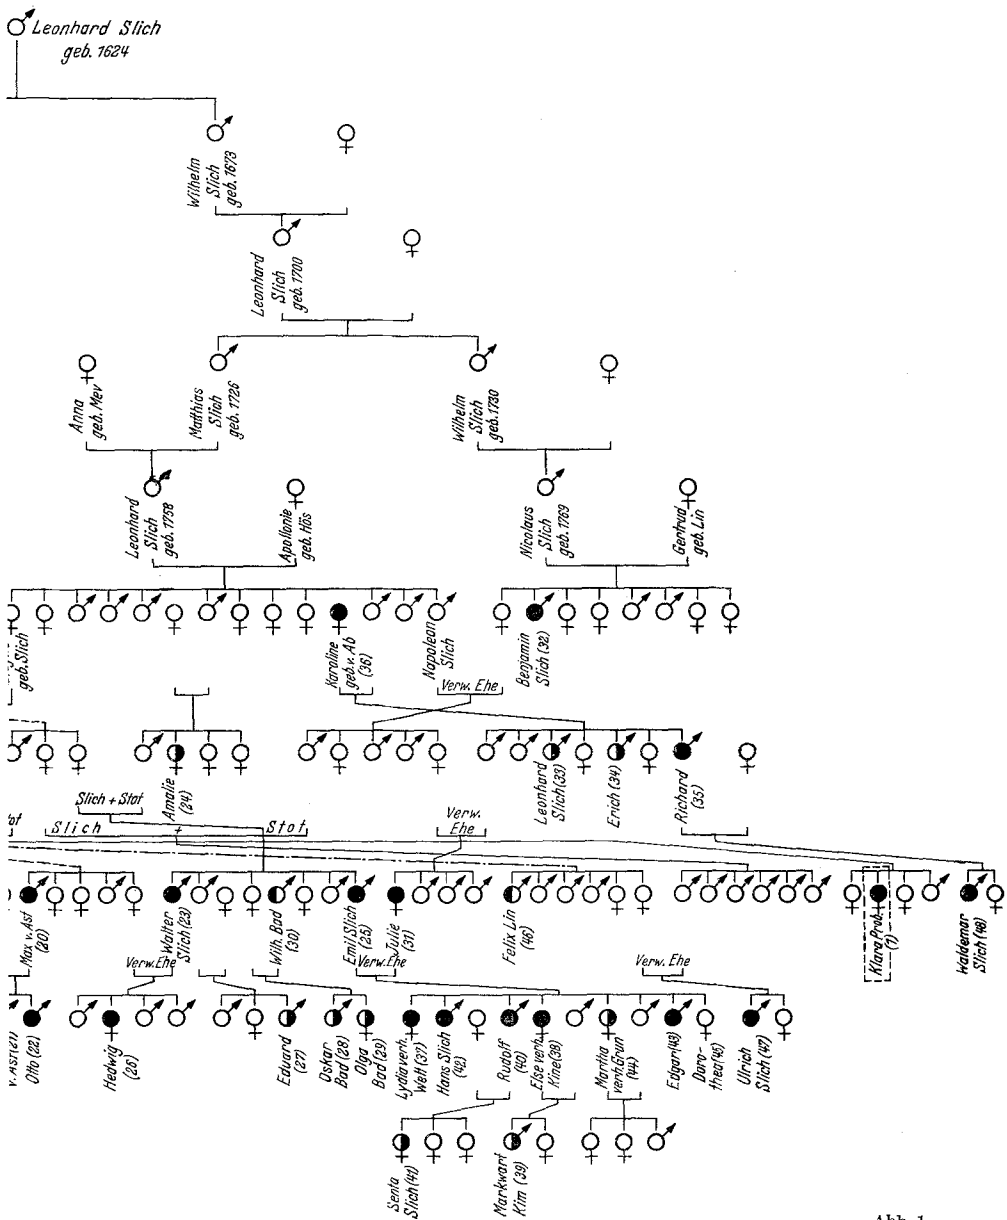 Leonhard Slich
geb. 1624
Wilhelm
Slich
geb. 1673
Leonhard
Slich
geb. 1700
Anna
geb. Mev
Matthias
Slich
geb. 1726
Wilhelm
Slich
geb. 1730
Leonhard
Slich
geb. 1758
Apollonie
geb. Hös
Nicolaus
Slich
geb. 1769
Gertrud
geb. Lin
geb. Slich
Karoline
geb. v. Ab
(36)
Napoleon
Slich
Benjamin
Slich (32)
Verw. Ehe
Amalie
(24)
Leonhard
Slich (33)
Erich (34)
Richard
(35)
Slich + Stot
Slich + Stot
Verw.
Ehe
Max v. Ast
(20)
Walter
Slich (23)
Wilh. Bad
(30)
Emil Slich
(25)
Julie
(31)
Felix Lin
(46)
Klara Prob
(1)
Waldemar
Slich (48)
Verw. Ehe
Verw. Ehe
Verw. Ehe
Otto (22)
Hedwig
(26)
Eduard
(27)
Oskar
Bad (28)
Olga
Bad (29)
Lydia verh.
Wett (37)
Hans Slich
(42)
Rudolf
(40)
Else verh.
Kine (38)
Martha
verh. Grun
(44)
Edgar (43)
Doro-
thea (45)
Ulrich
Slich (47)
Senta
Slich (41)
Markwart
Kim (39)
Abb. 1